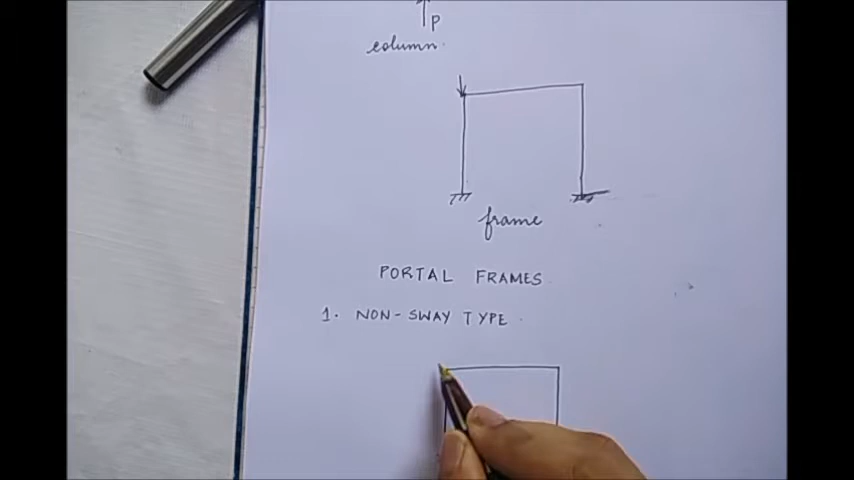 P
column.
frame
PORTAL FRAMES
1. NON-SWAY TYPE